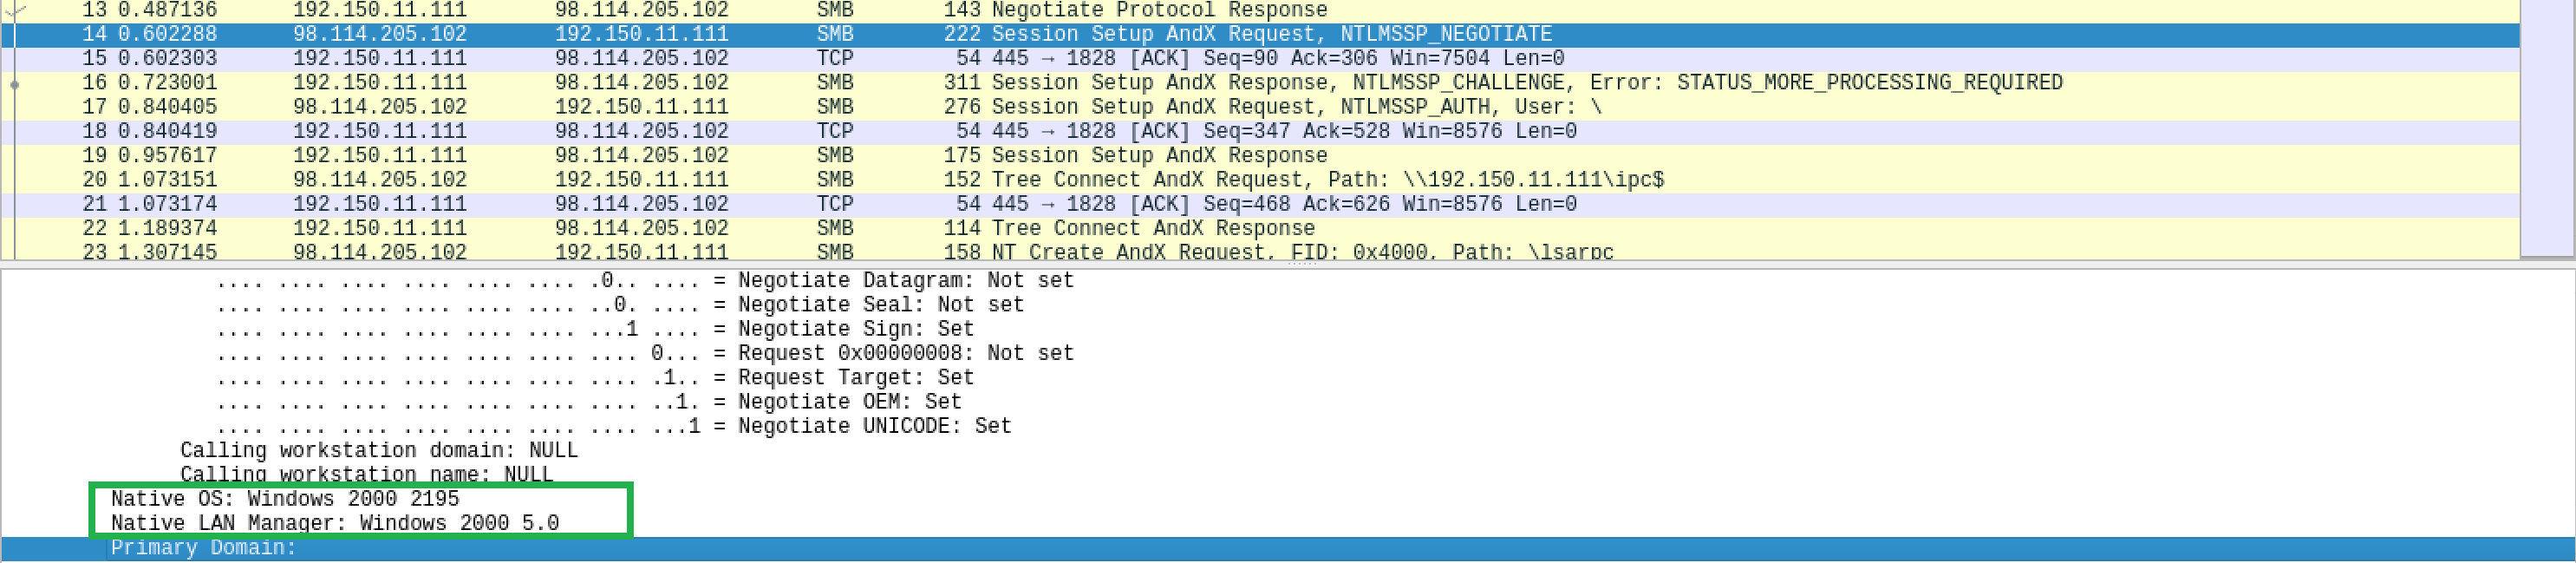 13 0.487136 192.150.11.111 98.114.205.102 SMB 143 Negotiate Protocol Response
14 0.602288 98.114.205.102 192.150.11.111 SMB 222 Session Setup AndX Request, NTLMSSP_NEGOTIATE
15 0.602303 192.150.11.111 98.114.205.102 TCP 54 445 → 1828 [ACK] Seq=90 Ack=306 Win=7504 Len=0
16 0.723001 192.150.11.111 98.114.205.102 SMB 311 Session Setup AndX Response, NTLMSSP_CHALLENGE, Error: STATUS_MORE_PROCESSING_REQUIRED
17 0.840405 98.114.205.102 192.150.11.111 SMB 276 Session Setup AndX Request, NTLMSSP_AUTH, User: \
18 0.840419 192.150.11.111 98.114.205.102 TCP 54 445 → 1828 [ACK] Seq=347 Ack=528 Win=8576 Len=0
19 0.957617 192.150.11.111 98.114.205.102 SMB 175 Session Setup AndX Response
20 1.073151 98.114.205.102 192.150.11.111 SMB 152 Tree Connect AndX Request, Path: \\192.150.11.111\ipc$
21 1.073174 192.150.11.111 98.114.205.102 TCP 54 445 → 1828 [ACK] Seq=468 Ack=626 Win=8576 Len=0
22 1.189374 192.150.11.111 98.114.205.102 SMB 114 Tree Connect AndX Response
23 1.307145 98.114.205.102 192.150.11.111 SMB 158 NT Create AndX Request, FID: 0x4000, Path: \lsarpc
.... .... .... .... .... .... .0.. .... = Negotiate Datagram: Not set
.... .... .... .... .... .... ..0. .... = Negotiate Seal: Not set
.... .... .... .... .... .... ...1 .... = Negotiate Sign: Set
.... .... .... .... .... .... .... 0... = Request 0x00000008: Not set
.... .... .... .... .... .... .... .1.. = Request Target: Set
.... .... .... .... .... .... .... ..1. = Negotiate OEM: Set
.... .... .... .... .... .... .... ...1 = Negotiate UNICODE: Set
Calling workstation domain: NULL
Calling workstation name: NULL
Native OS: Windows 2000 2195
Native LAN Manager: Windows 2000 5.0
Primary Domain: